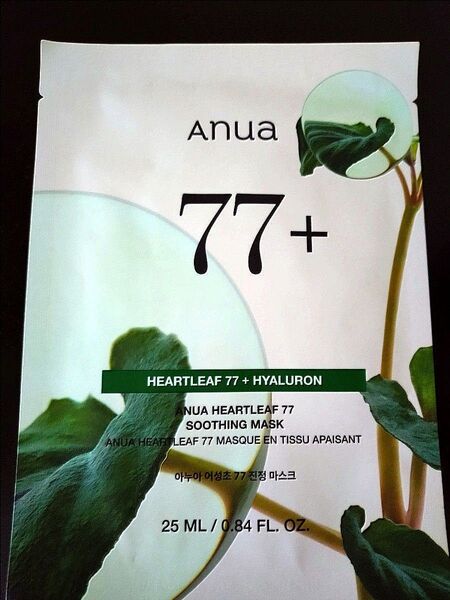 Anua
77+
HEARTLEAF 77 + HYALURON
ANUA HEARTLEAF 77
SOOTHING MASK
ANUA HEARTLEAF 77 MASQUE EN TISSU APAISANT
아누아 어성초 77 진정 마스크
25 ML / 0.84 FL. OZ.